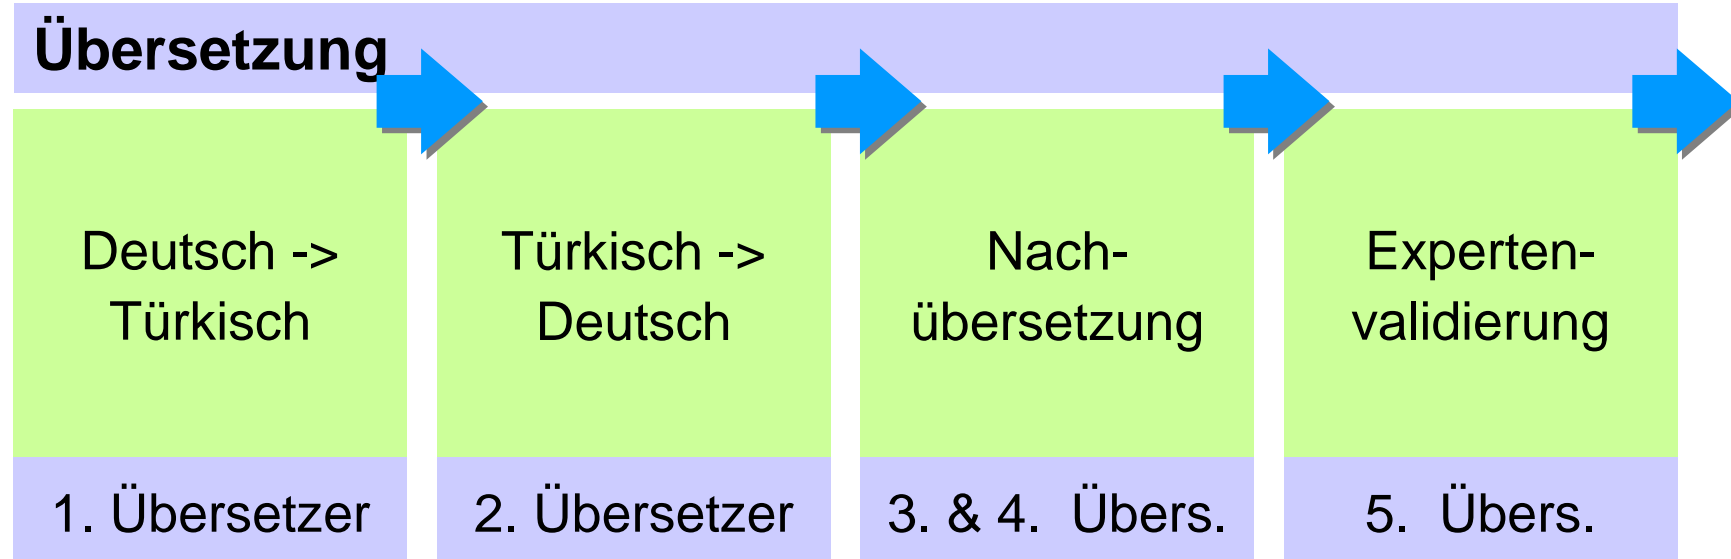 Übersetzung
Deutsch ->
Türkisch
1. Übersetzer
Türkisch ->
Deutsch
2. Übersetzer
Nach-
übersetzung
3. & 4. Übers.
Experten-
validierung
5. Übers.